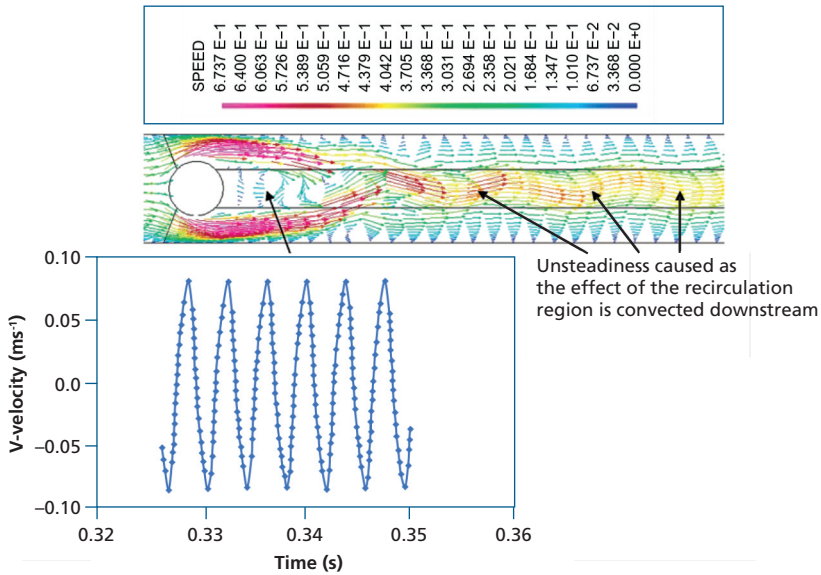 SPEED
6.737 E−1
6.400 E−1
6.063 E−1
5.726 E−1
5.389 E−1
5.059 E−1
4.716 E−1
4.379 E−1
4.042 E−1
3.705 E−1
3.368 E−1
3.031 E−1
2.694 E−1
2.358 E−1
2.021 E−1
1.684 E−1
1.347 E−1
1.010 E−1
6.737 E−2
3.368 E−2
0.000 E+0
Unsteadiness caused as
the effect of the recirculation
region is convected downstream
0.10
0.05
0.0
−0.05
−0.10
V-velocity (ms⁻¹)
0.32
0.33
0.34
0.35
0.36
Time (s)